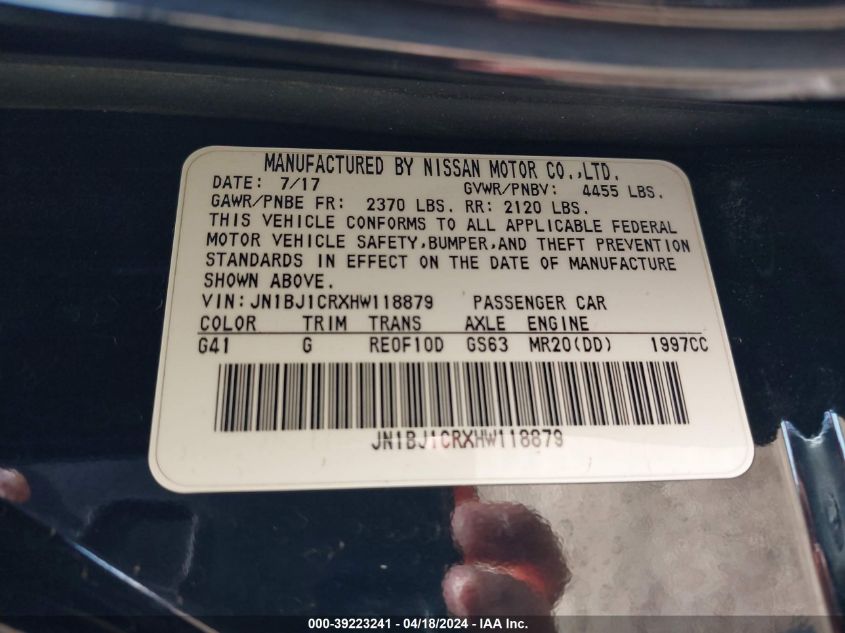 MANUFACTURED BY NISSAN MOTOR CO.,LTD.
DATE: 7/17 GVWR/PNBV: 4455 LBS.
GAWR/PNBE FR: 2370 LBS. RR: 2120 LBS.
THIS VEHICLE CONFORMS TO ALL APPLICABLE FEDERAL
MOTOR VEHICLE SAFETY,BUMPER,AND THEFT PREVENTION
STANDARDS IN EFFECT ON THE DATE OF MANUFACTURE
SHOWN ABOVE.
VIN:JN1BJ1CRXHW118879 PASSENGER CAR
COLOR TRIM TRANS AXLE ENGINE
G41 G RE0F10D GS63 MR20(DD) 1997CC
JN1BJ1CRXHW118879
000-39223241 - 04/18/2024 - IAA Inc.